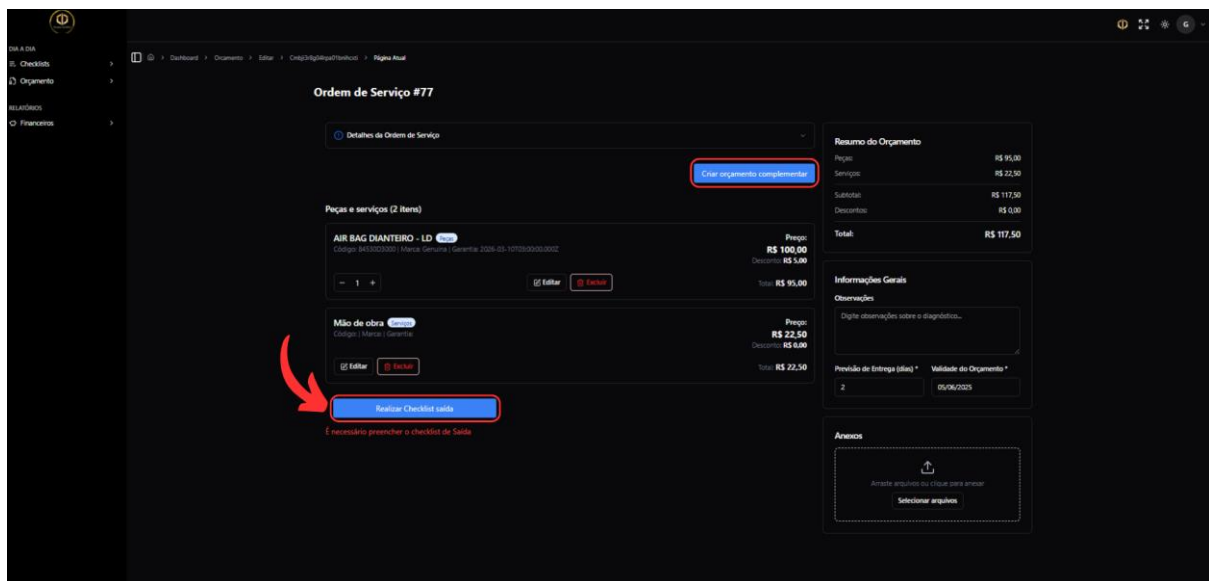 G
DIA A DIA
Checklists
Orçamento
RELATÓRIOS
Financeiros
Dashboard > Orcamento > Editar > > Página Atual
Ordem de Serviço #77
Detalhes da Ordem de Serviço
Criar orçamento complementar
Peças e serviços (2 itens)
AIR BAG DIANTEIRO - LD Peças
Código: 84530D3000 | Marca: Genuína | Garantia: 2026-03-10T03:00:00.000Z
Preço:
R$ 100,00
Desconto: R$ 5,00
- 1 +
Editar
Excluir
Total: R$ 95,00
Mão de obra Serviços
Código: | Marca: | Garantia:
Preço:
R$ 22,50
Desconto: R$ 0,00
Editar
Excluir
Total: R$ 22,50
Realizar Checklist saída
É necessário preencher o checklist de Saída
Resumo do Orçamento
Peças: R$ 95,00
Serviços: R$ 22,50
Subtotal: R$ 117,50
Descontos: R$ 0,00
Total: R$ 117,50
Informações Gerais
Observações
Digite observações sobre o diagnóstico...
Previsão de Entrega (dias) *
2
Validade do Orçamento *
05/06/2025
Anexos
Arraste arquivos ou clique para anexar
Selecionar arquivos